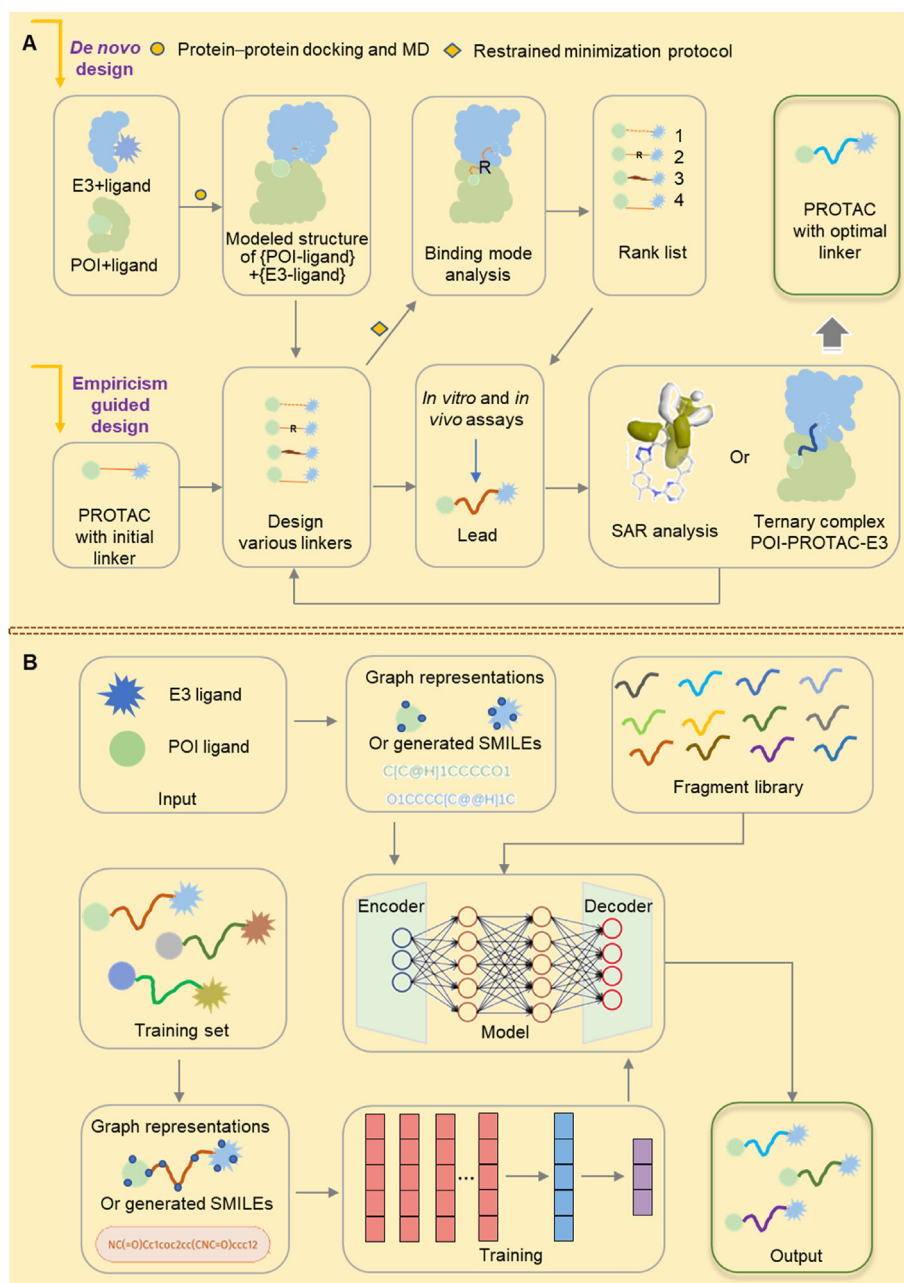 A
De novo
design
Protein–protein docking and MD
Restrained minimization protocol
E3+ligand
POI+ligand
Modeled structure
of {POI-ligand}
+{E3-ligand}
R
Binding mode
analysis
1
R 2
3
4
Rank list
PROTAC
with optimal
linker
Empiricism
guided
design
PROTAC
with initial
linker
R
Design
various linkers
In vitro and in
vivo assays
Lead
SAR analysis
Or
Ternary complex
POI-PROTAC-E3
B
E3 ligand
POI ligand
Input
Graph representations
Or generated SMILEs
C[C@H]1CCCCO1
O1CCCC[C@@H]1C
Fragment library
Training set
Encoder
Decoder
Model
Graph representations
Or generated SMILEs
NC(=O)Cc1coc2cc(CNC=O)ccc12
...
Training
Output